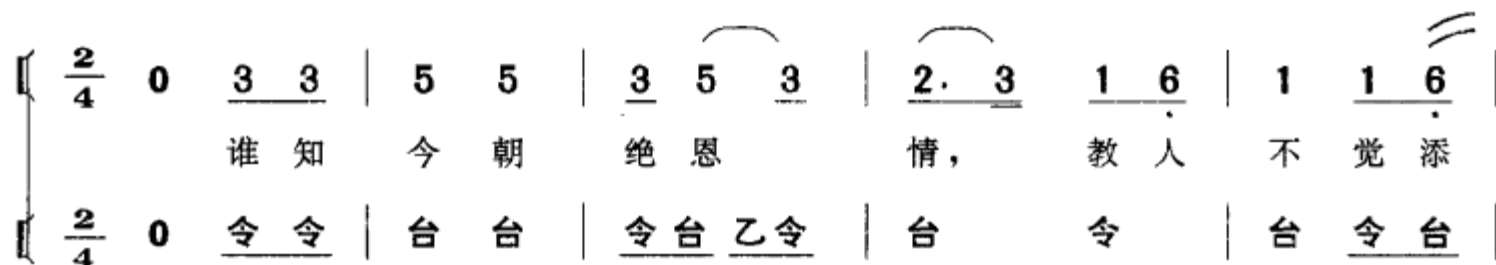 2/4 0 3 3 | 5 5 | 3 5 3 | 2. 3 1 6 | 1 1 6 |
谁 知 今 朝 绝 恩 情， 教 人 不 觉 添
2/4 0 令 令 | 台 台 | 令 台 乙 令 | 台 令 | 台 令 台 |